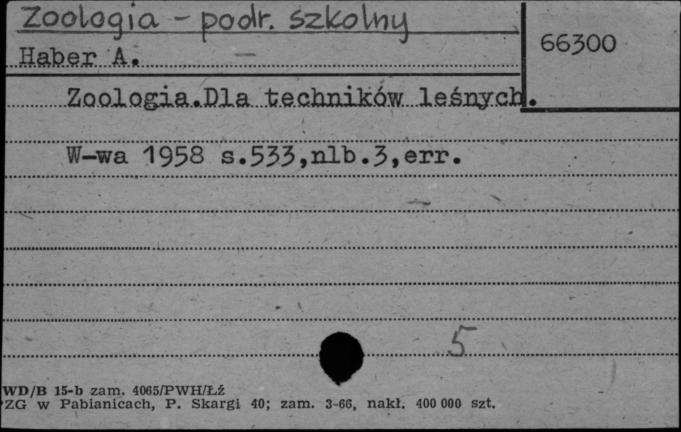 Zoologia - podr. szkolny
66300
Haber A.
Zoologia.Dla techników leśnych.
W-wa 1958 s.533,nlb.3,err.
5
WD/B 15-b zam. 4065/PWH/Łź
PZG w Pabianicach, P. Skargi 40; zam. 3-66, nakł. 400 000 szt.